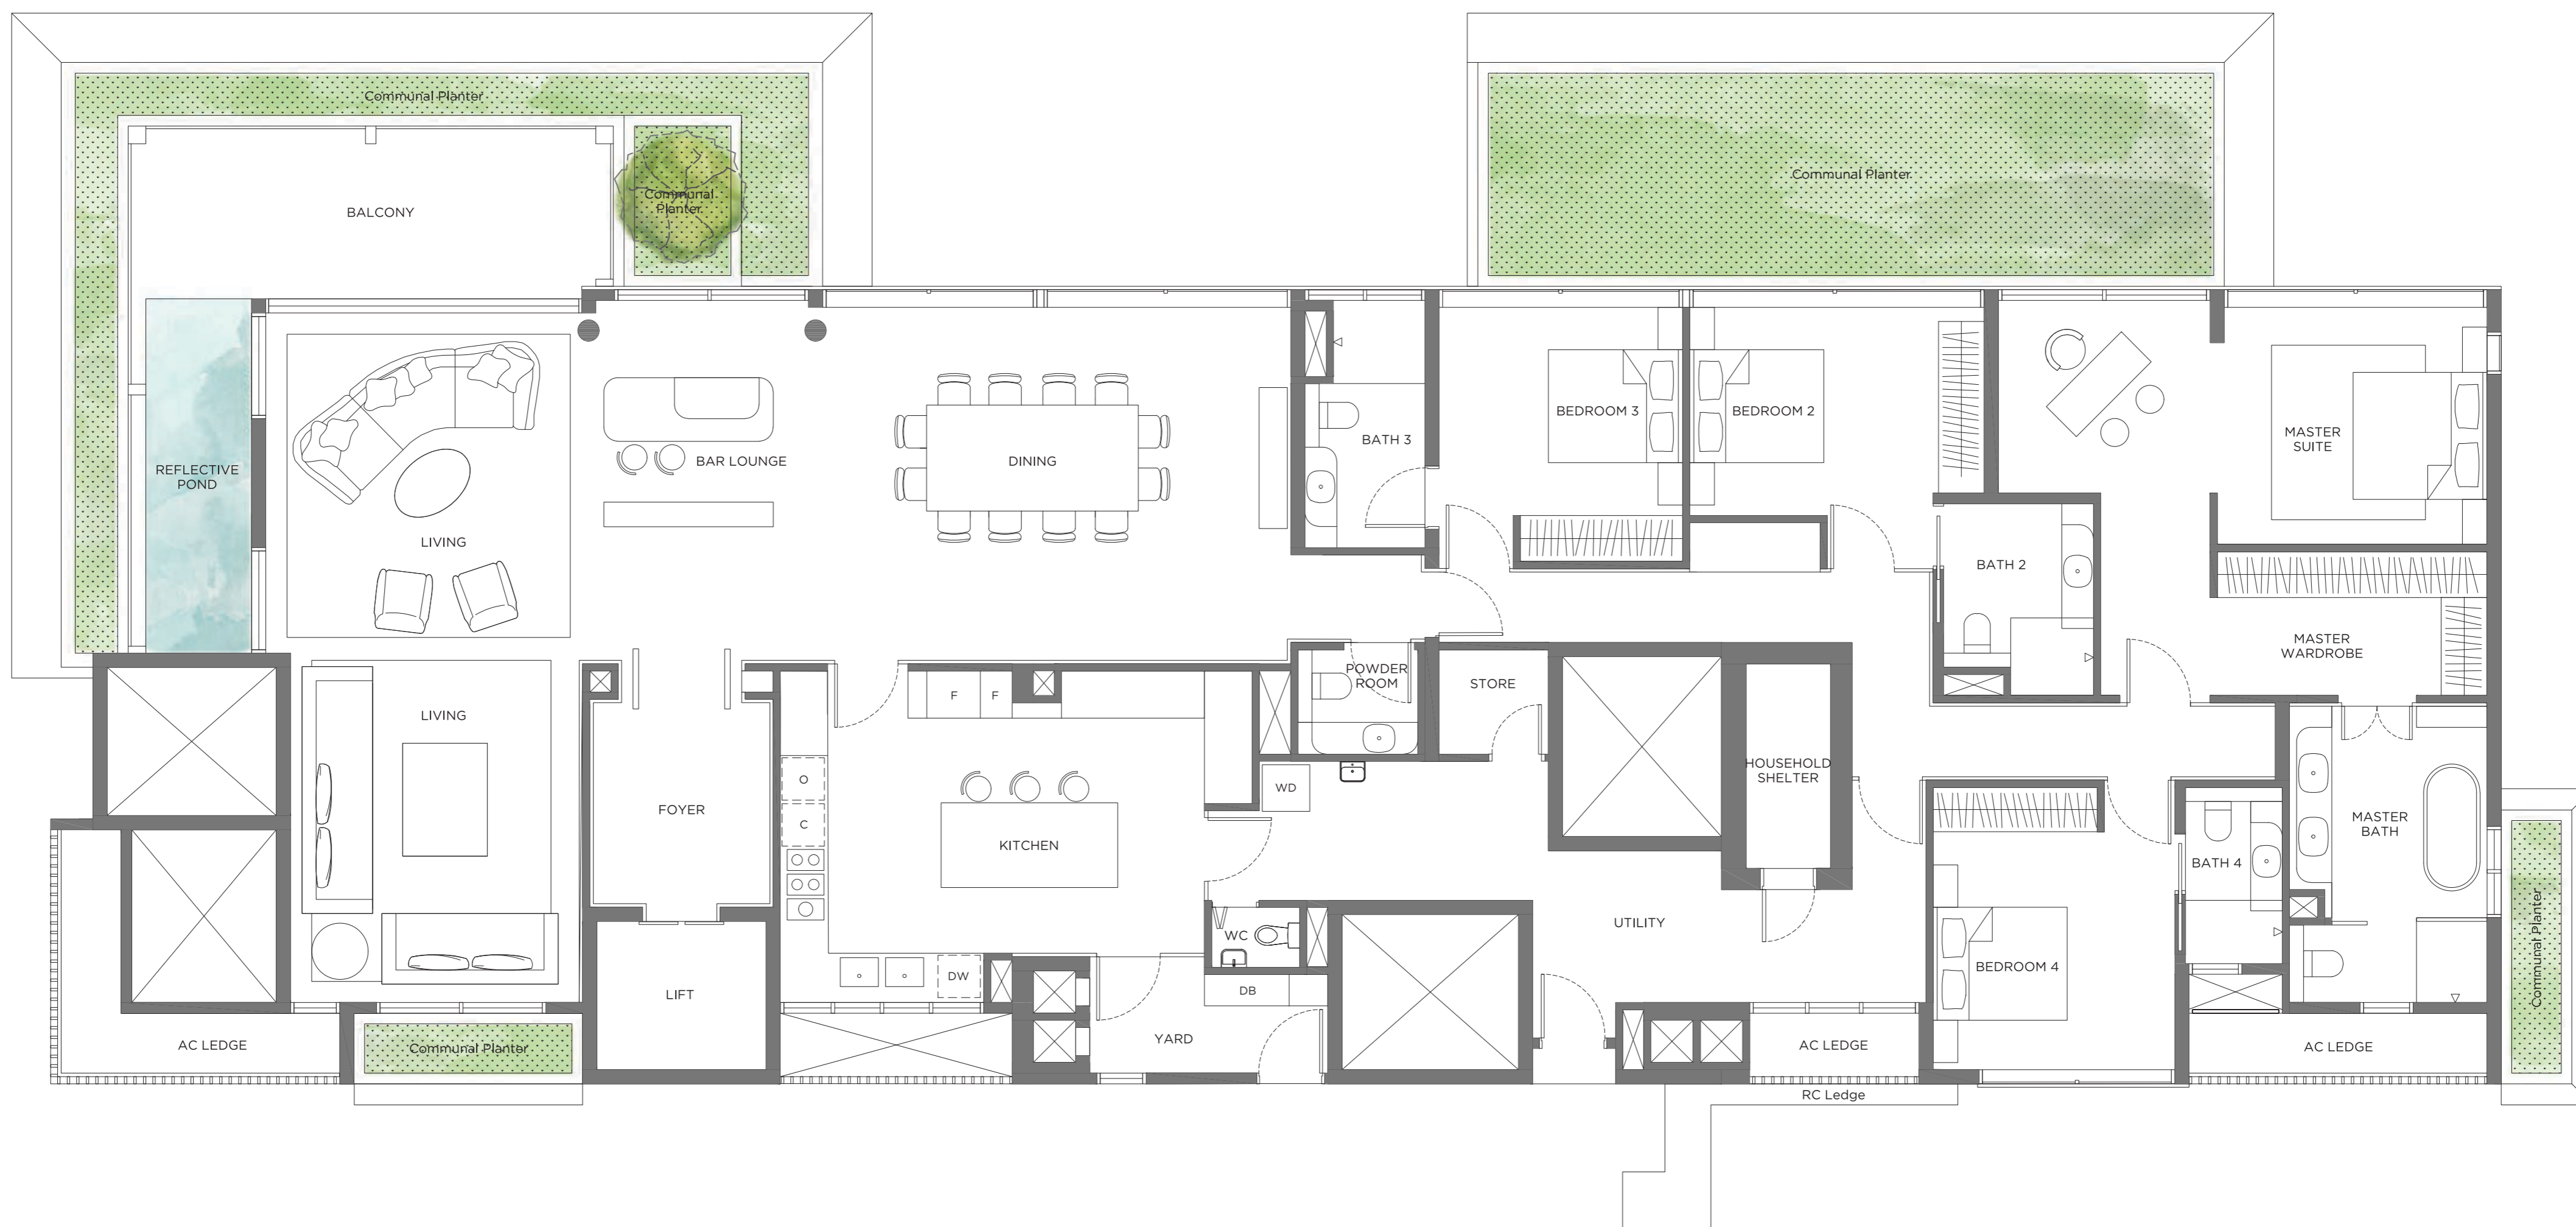 Communal Planter
Communal
Planter
Communal Planter
BALCONY
REFLECTIVE
POND
LIVING
BAR LOUNGE
DINING
BATH 3
BEDROOM 3
BEDROOM 2
MASTER
SUITE
BATH 2
MASTER
WARDROBE
LIVING
FOYER
F
F
POWDER
ROOM
STORE
HOUSEHOLD
SHELTER
O
C
KITCHEN
WD
MASTER
BATH
BATH 4
WC
UTILITY
BEDROOM 4
LIFT
DW
DB
AC LEDGE
Communal Planter
YARD
AC LEDGE
AC LEDGE
Communal Planter
RC Ledge